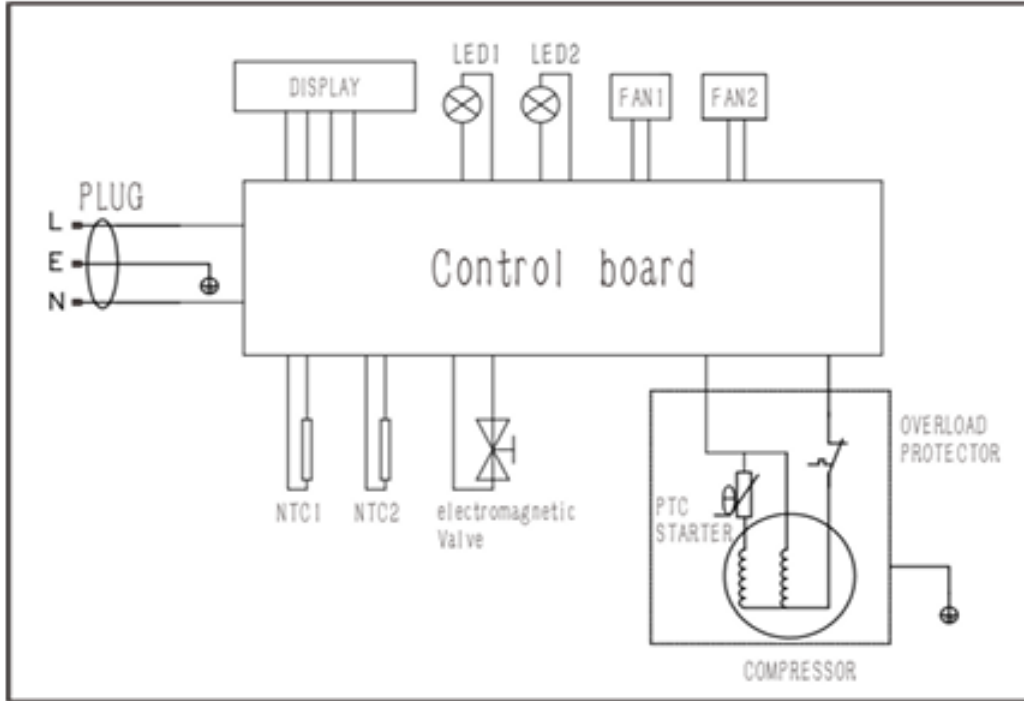 LED1
LED2
DISPLAY
FAN1
FAN2
PLUG
L
E
N
Control board
NTC1
NTC2
electromagnetic
Valve
PTC
STARTER
OVERLOAD
PROTECTOR
COMPRESSOR